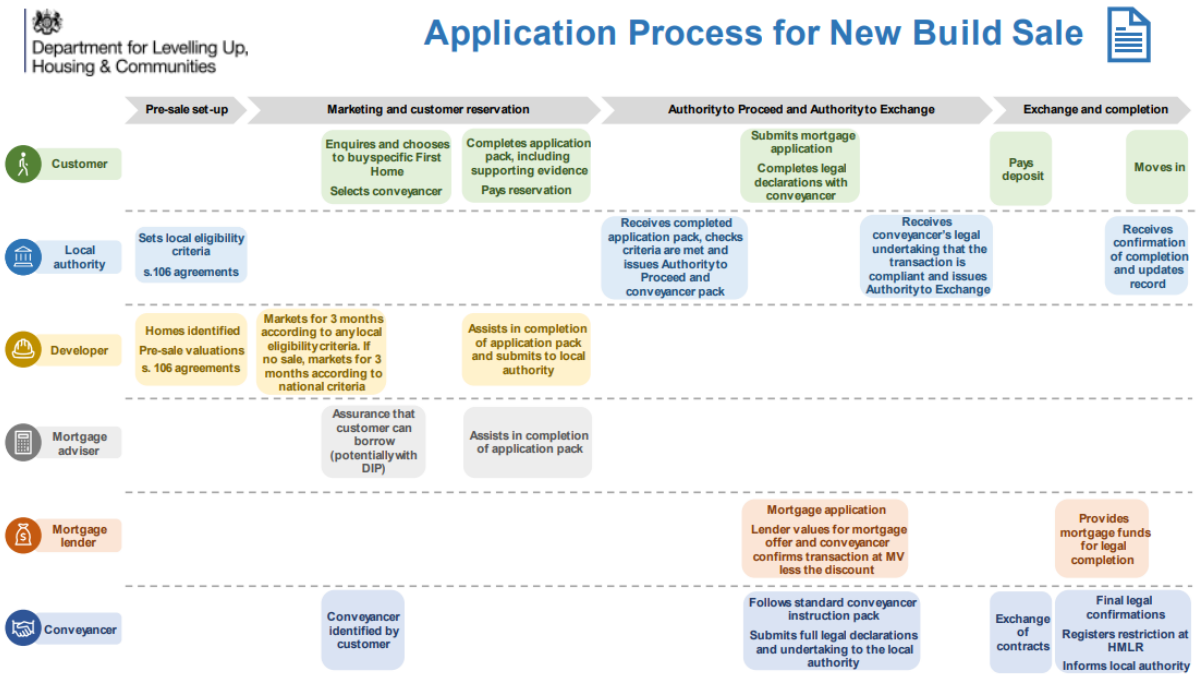 Department for Levelling Up,
Housing & Communities
Application Process for New Build Sale
Pre-sale set-up
Marketing and customer reservation
Authority to Proceed and Authority to Exchange
Exchange and completion
Customer
Enquires and chooses
to buy specific First
Home
Selects conveyancer
Completes application
pack, including
supporting evidence
Pays reservation
Submits mortgage
application
Completes legal
declarations with
conveyancer
Pays
deposit
Moves in
Local
authority
Sets local eligibility
criteria
s.106 agreements
Receives completed
application pack, checks
criteria are met and
issues Authority to
Proceed and
conveyancer pack
Receives
conveyancer's legal
undertaking that the
transaction is
compliant and issues
Authority to Exchange
Receives
confirmation
of completion
and updates
record
Developer
Homes identified
Pre-sale valuations
s. 106 agreements
Markets for 3 months
according to any local
eligibility criteria. If
no sale, markets for 3
months according to
national criteria
Assists in completion
of application pack
and submits to local
authority
Mortgage
adviser
Assurance that
customer can
borrow
(potentially with
DIP)
Assists in completion
of application pack
Mortgage
lender
Mortgage application
Lender values for mortgage
offer and conveyancer
confirms transaction at MV
less the discount
Provides
mortgage funds
for legal
completion
Conveyancer
Conveyancer
identified by
customer
Follows standard conveyancer
instruction pack
Submits full legal declarations
and undertaking to the local
authority
Exchange
of
contracts
Final legal
confirmations
Registers restriction at
HMLR
Informs local authority